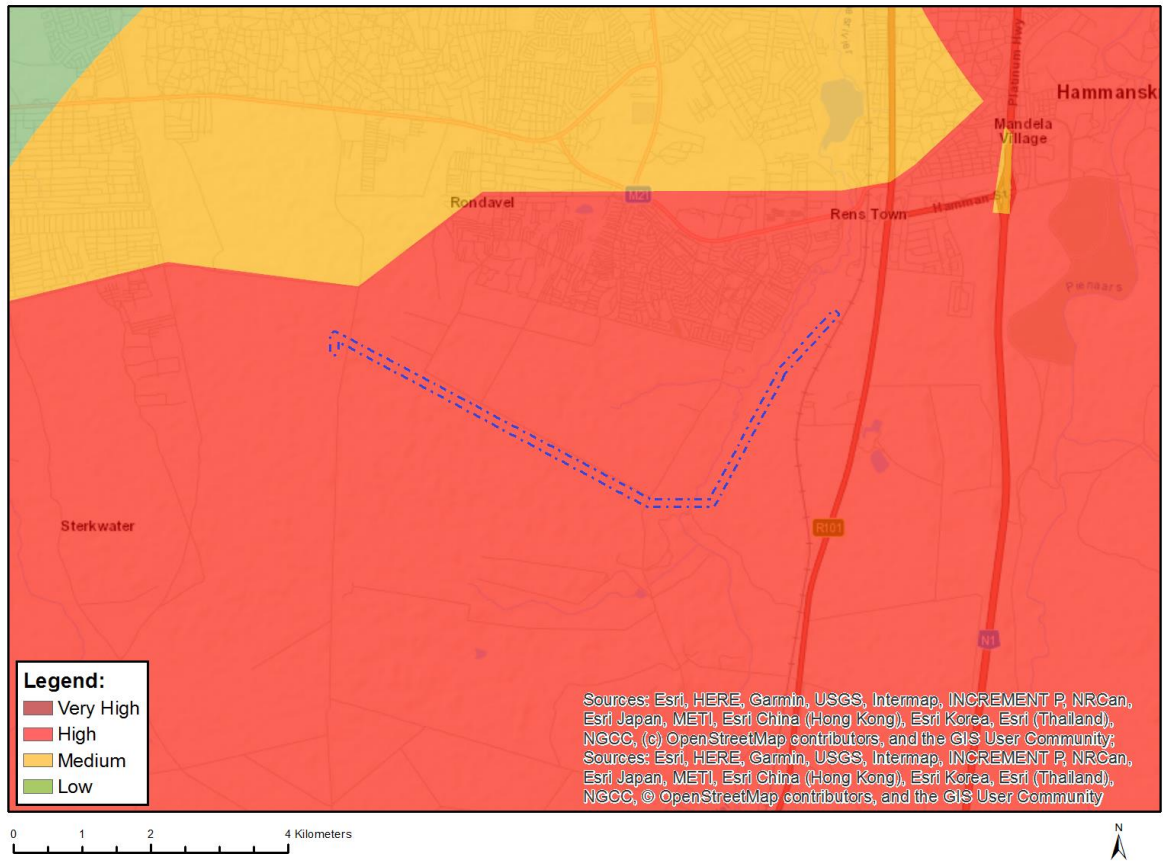 Platinum Hwy
Hammansk
Mandela
Village
Rondavel
M21
Rens Town
Hamman St
Pienaars
Sterkwater
R101
N1
Legend:
Very High
High
Medium
Low
Sources: Esri, HERE, Garmin, USGS, Intermap, INCREMENT P, NRCan,
Esri Japan, METI, Esri China (Hong Kong), Esri Korea, Esri (Thailand),
NGCC, (c) OpenStreetMap contributors, and the GIS User Community;
Sources: Esri, HERE, Garmin, USGS, Intermap, INCREMENT P, NRCan,
Esri Japan, METI, Esri China (Hong Kong), Esri Korea, Esri (Thailand),
NGCC, © OpenStreetMap contributors, and the GIS User Community
0 1 2 4 Kilometers
N